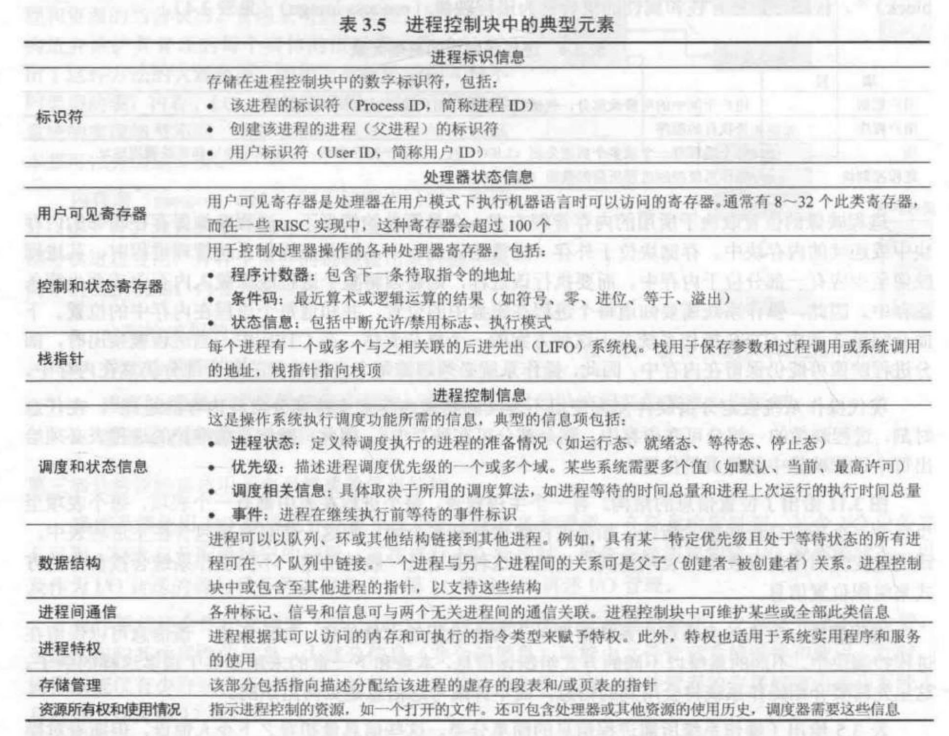 表 3.5 进程控制块中的典型元素
进程标识信息
标识符
存储在进程控制块中的数字标识符，包括：
• 该进程的标识符（Process ID，简称进程 ID）
• 创建该进程的进程（父进程）的标识符
• 用户标识符（User ID，简称用户 ID）
处理器状态信息
用户可见寄存器
用户可见寄存器是处理器在用户模式下执行机器语言时可以访问的寄存器。通常有 8～32 个此类寄存器，
而在一些 RISC 实现中，这种寄存器会超过 100 个
控制和状态寄存器
用于控制处理器操作的各种处理器寄存器，包括：
• 程序计数器：包含下一条待取指令的地址
• 条件码：最近算术或逻辑运算的结果（如符号、零、进位、等于、溢出）
• 状态信息：包括中断允许/禁用标志、执行模式
栈指针
每个进程有一个或多个与之相关联的后进先出（LIFO）系统栈。栈用于保存参数和过程调用或系统调用
的地址，栈指针指向栈顶
进程控制信息
调度和状态信息
这是操作系统执行调度功能所需的信息，典型的信息项包括：
• 进程状态：定义待调度执行的进程的准备情况（如运行态、就绪态、等待态、停止态）
• 优先级：描述进程调度优先级的一个或多个域。某些系统需要多个值（如默认、当前、最高许可）
• 调度相关信息：具体取决于所用的调度算法，如进程等待的时间总量和进程上次运行的执行时间总量
• 事件：进程在继续执行前等待的事件标识
数据结构
进程可以以队列、环或其他结构链接到其他进程。例如，具有某一特定优先级且处于等待状态的所有进
程可在一个队列中链接。一个进程与另一个进程间的关系可是父子（创建者-被创建者）关系。进程控制
块中或包含至其他进程的指针，以支持这些结构
进程间通信
各种标记、信号和信息可与两个无关进程间的通信关联。进程控制块中可维护某些或全部此类信息
进程特权
进程根据其可以访问的内存和可执行的指令类型来赋予特权。此外，特权也适用于系统实用程序和服务
的使用
存储管理
该部分包括指向描述分配给该进程的虚存的段表和/或页表的指针
资源所有权和使用情况
指示进程控制的资源，如一个打开的文件。还可包含处理器或其他资源的使用历史，调度器需要这些信息